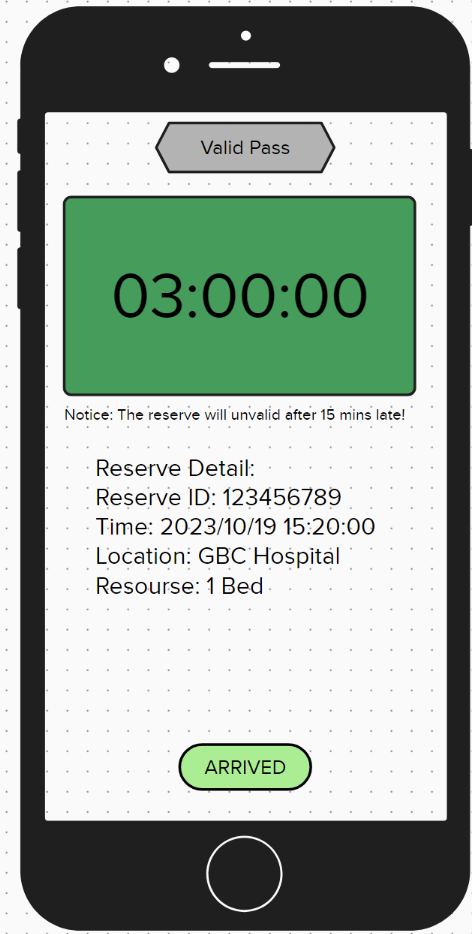 Valid Pass
03:00:00
Notice: The reserve will unvalid after 15 mins late!
Reserve Detail:
Reserve ID: 123456789
Time: 2023/10/19 15:20:00
Location: GBC Hospital
Resourse: 1 Bed
ARRIVED